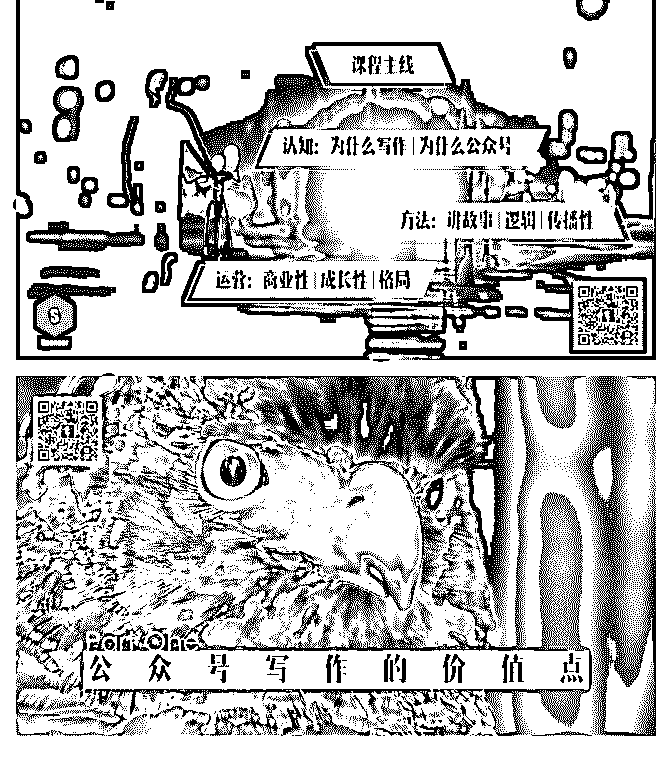 课程主线
认知：为什么写作|为什么公众号
方法：讲故事|逻辑|传播性
运营：商业性|成长性|格局
S
Part One
公众号写作的价值点